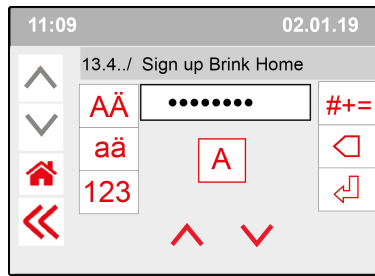 11:09 02.01.19
13.4../ Sign up Brink Home
AÄ •••••••• #+=
aä A
123